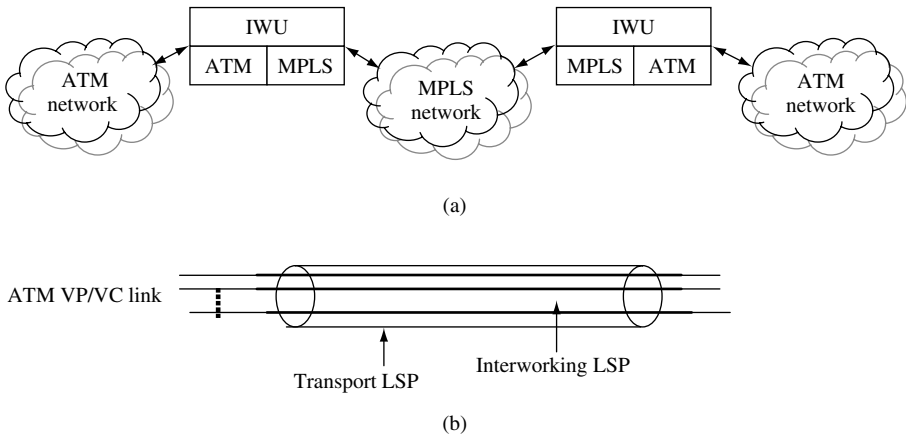 IWU
ATM MPLS
ATM
network
MPLS
network
IWU
MPLS ATM
ATM
network
(a)
ATM VP/VC link
Transport LSP
Interworking LSP
(b)